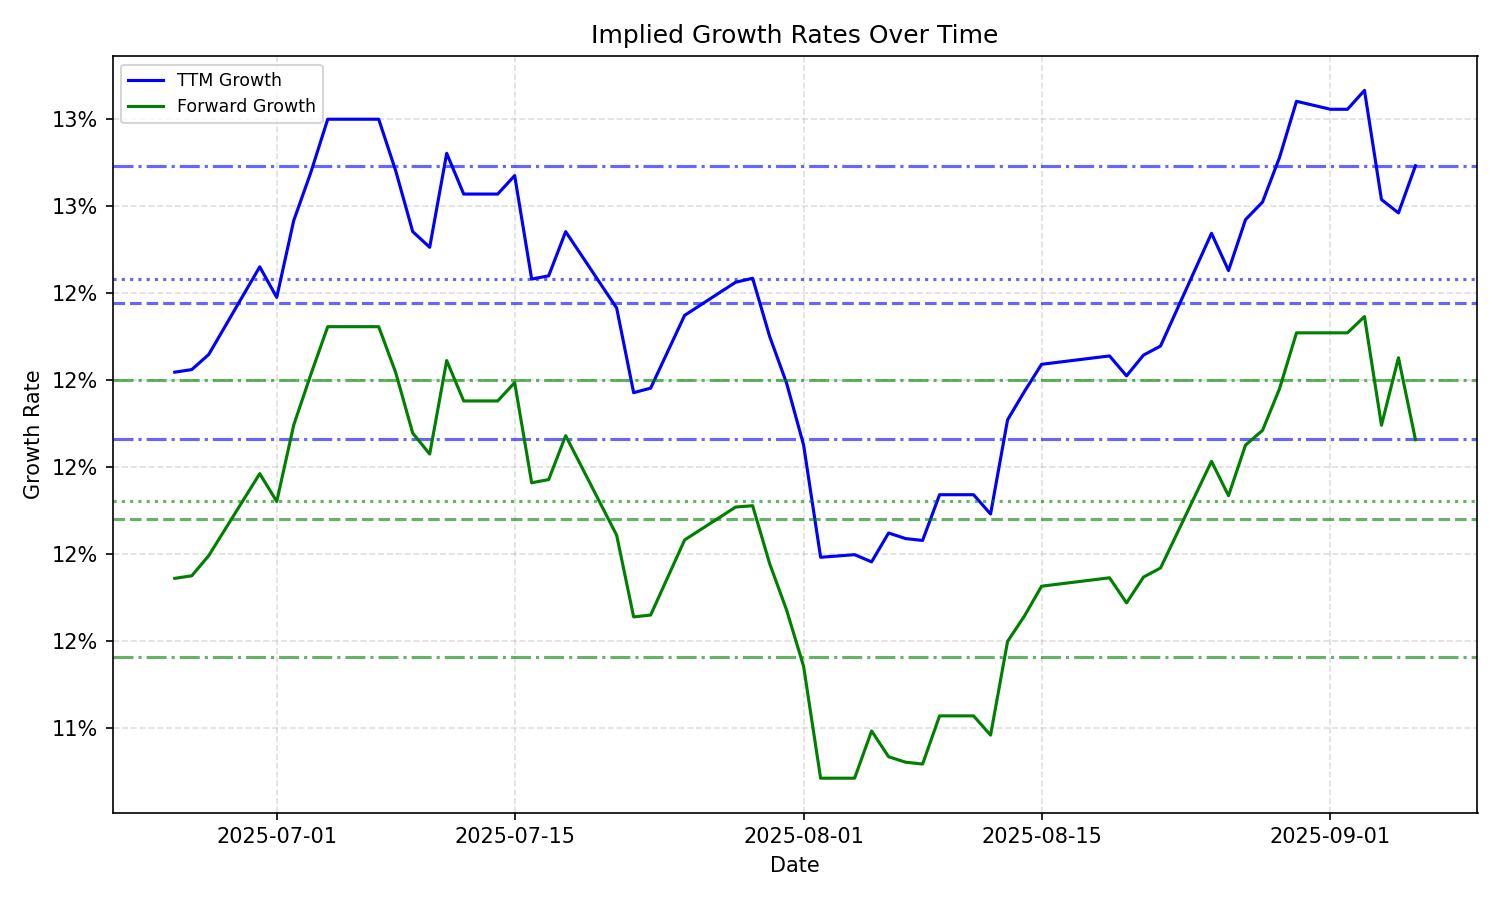 Implied Growth Rates Over Time
TTM Growth
Forward Growth
13%
13%
12%
12%
12%
12%
12%
11%
Growth Rate
2025-07-01
2025-07-15
2025-08-01
2025-08-15
2025-09-01
Date